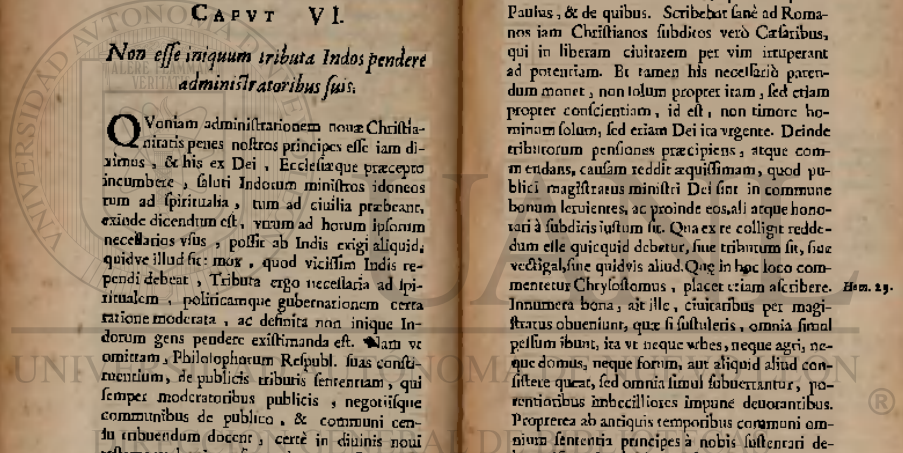 CAPVT VI.
Non esse iniquum tributa Indos pendere
administratoribus suis.
QVoniam administrationem nouæ Christia-
nitatis penes nostros principes esse iam di-
ximos, & his ex Dei, Ecclesiæque præcepto
incumbere, saluti Indorum ministros idoneos
tum ad spiritualia, tum ad ciuilia præbeant,
exinde dicendum est, vtrum ad horum ipsorum
necessarios vsus, possit ab Indis exigi aliquid,
quidve illud sit: mox, quod vicissim Indis re-
pendi debeat, Tributa ergo necessaria ad spi-
ritualem, politicamque gubernationem certa
ratione moderata, ac definita non inique In-
dorum gens pendere existimanda est. Nam vt
omittam, Philosophorum Respubl. suas consti-
tuentium, de publicis tributis sententiam, qui
semper moderatoribus publicis, negotiisque
communibus de publico, & communi cen-
su tribuendum docent, certè in diuinis noui
Paulus, & de quibus. Scribebat sanè ad Roma-
nos iam Christianos subditos verò Cæsaribus,
qui in liberam ciuitatem per vim irruperant
ad potentiam. Et tamen his necessariò paren-
dum monet, non solum propter iram, sed etiam
propter conscientiam, id est, non timore ho-
minum solum, sed etiam Dei ita vrgente. Deinde
tributorum pensiones præcipiens, atque com-
mendans, causam reddit æquissimam, quod pu-
blici magistratus ministri Dei sint in commune
bonum seruientes, ac proinde eos ali atque hono-
rari à subditis iustum sit. Qua ex re colligit redde-
dum esse quicquid debetur, siue tributum sit, siue
vectigal, siue quidvis aliud. Quę in hoc loco com-
mentetur Chrysostomus, placet etiam ascribere. Hom. 23.
Innumera bona, ait ille, ciuitatibus per magi-
stratus obueniunt, quæ si sustuleris, omnia simul
pessum ibunt, ita vt neque vrbes, neque agri, ne-
que domus, neque forum, aut aliquid aliud con-
sistere queat, sed omnia simul subuertantur, po-
tentioribus imbecilliores impune deuorantibus.
Propterea ab antiquis temporibus communi om-
nium sententia principes à nobis sustentari de-